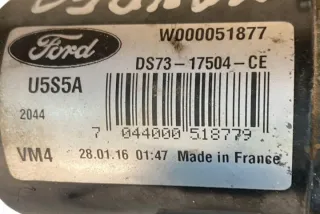 Ford
W000051877
DS73-17504-CE
U5S5A
2044
7 044000 518779
VM4 28.01.16 01:47 Made in France